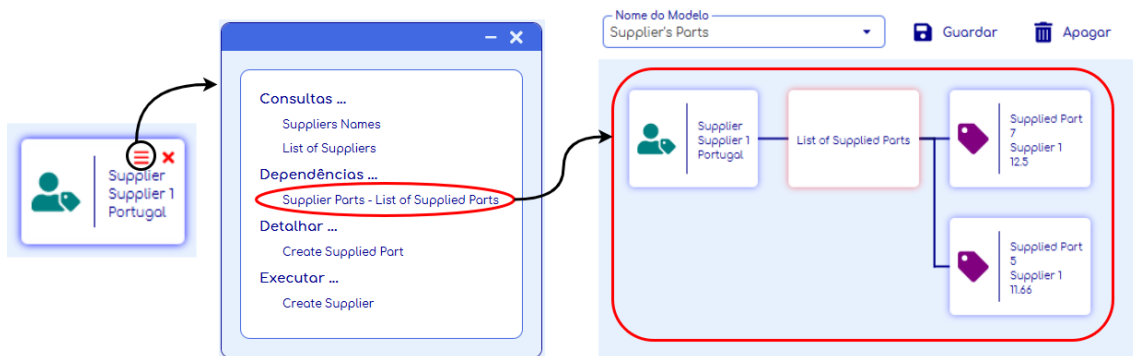 Supplier
Supplier 1
Portugal
Consultas ...
Suppliers Names
List of Suppliers
Dependências ...
Supplier Parts - List of Supplied Parts
Detalhar ...
Create Supplied Part
Executar ...
Create Supplier
Nome do Modelo
Supplier's Parts
Guardar
Apagar
Supplier
Supplier 1
Portugal
List of Supplied Parts
Supplied Part
7
Supplier 1
12.5
Supplied Part
5
Supplier 1
11.66